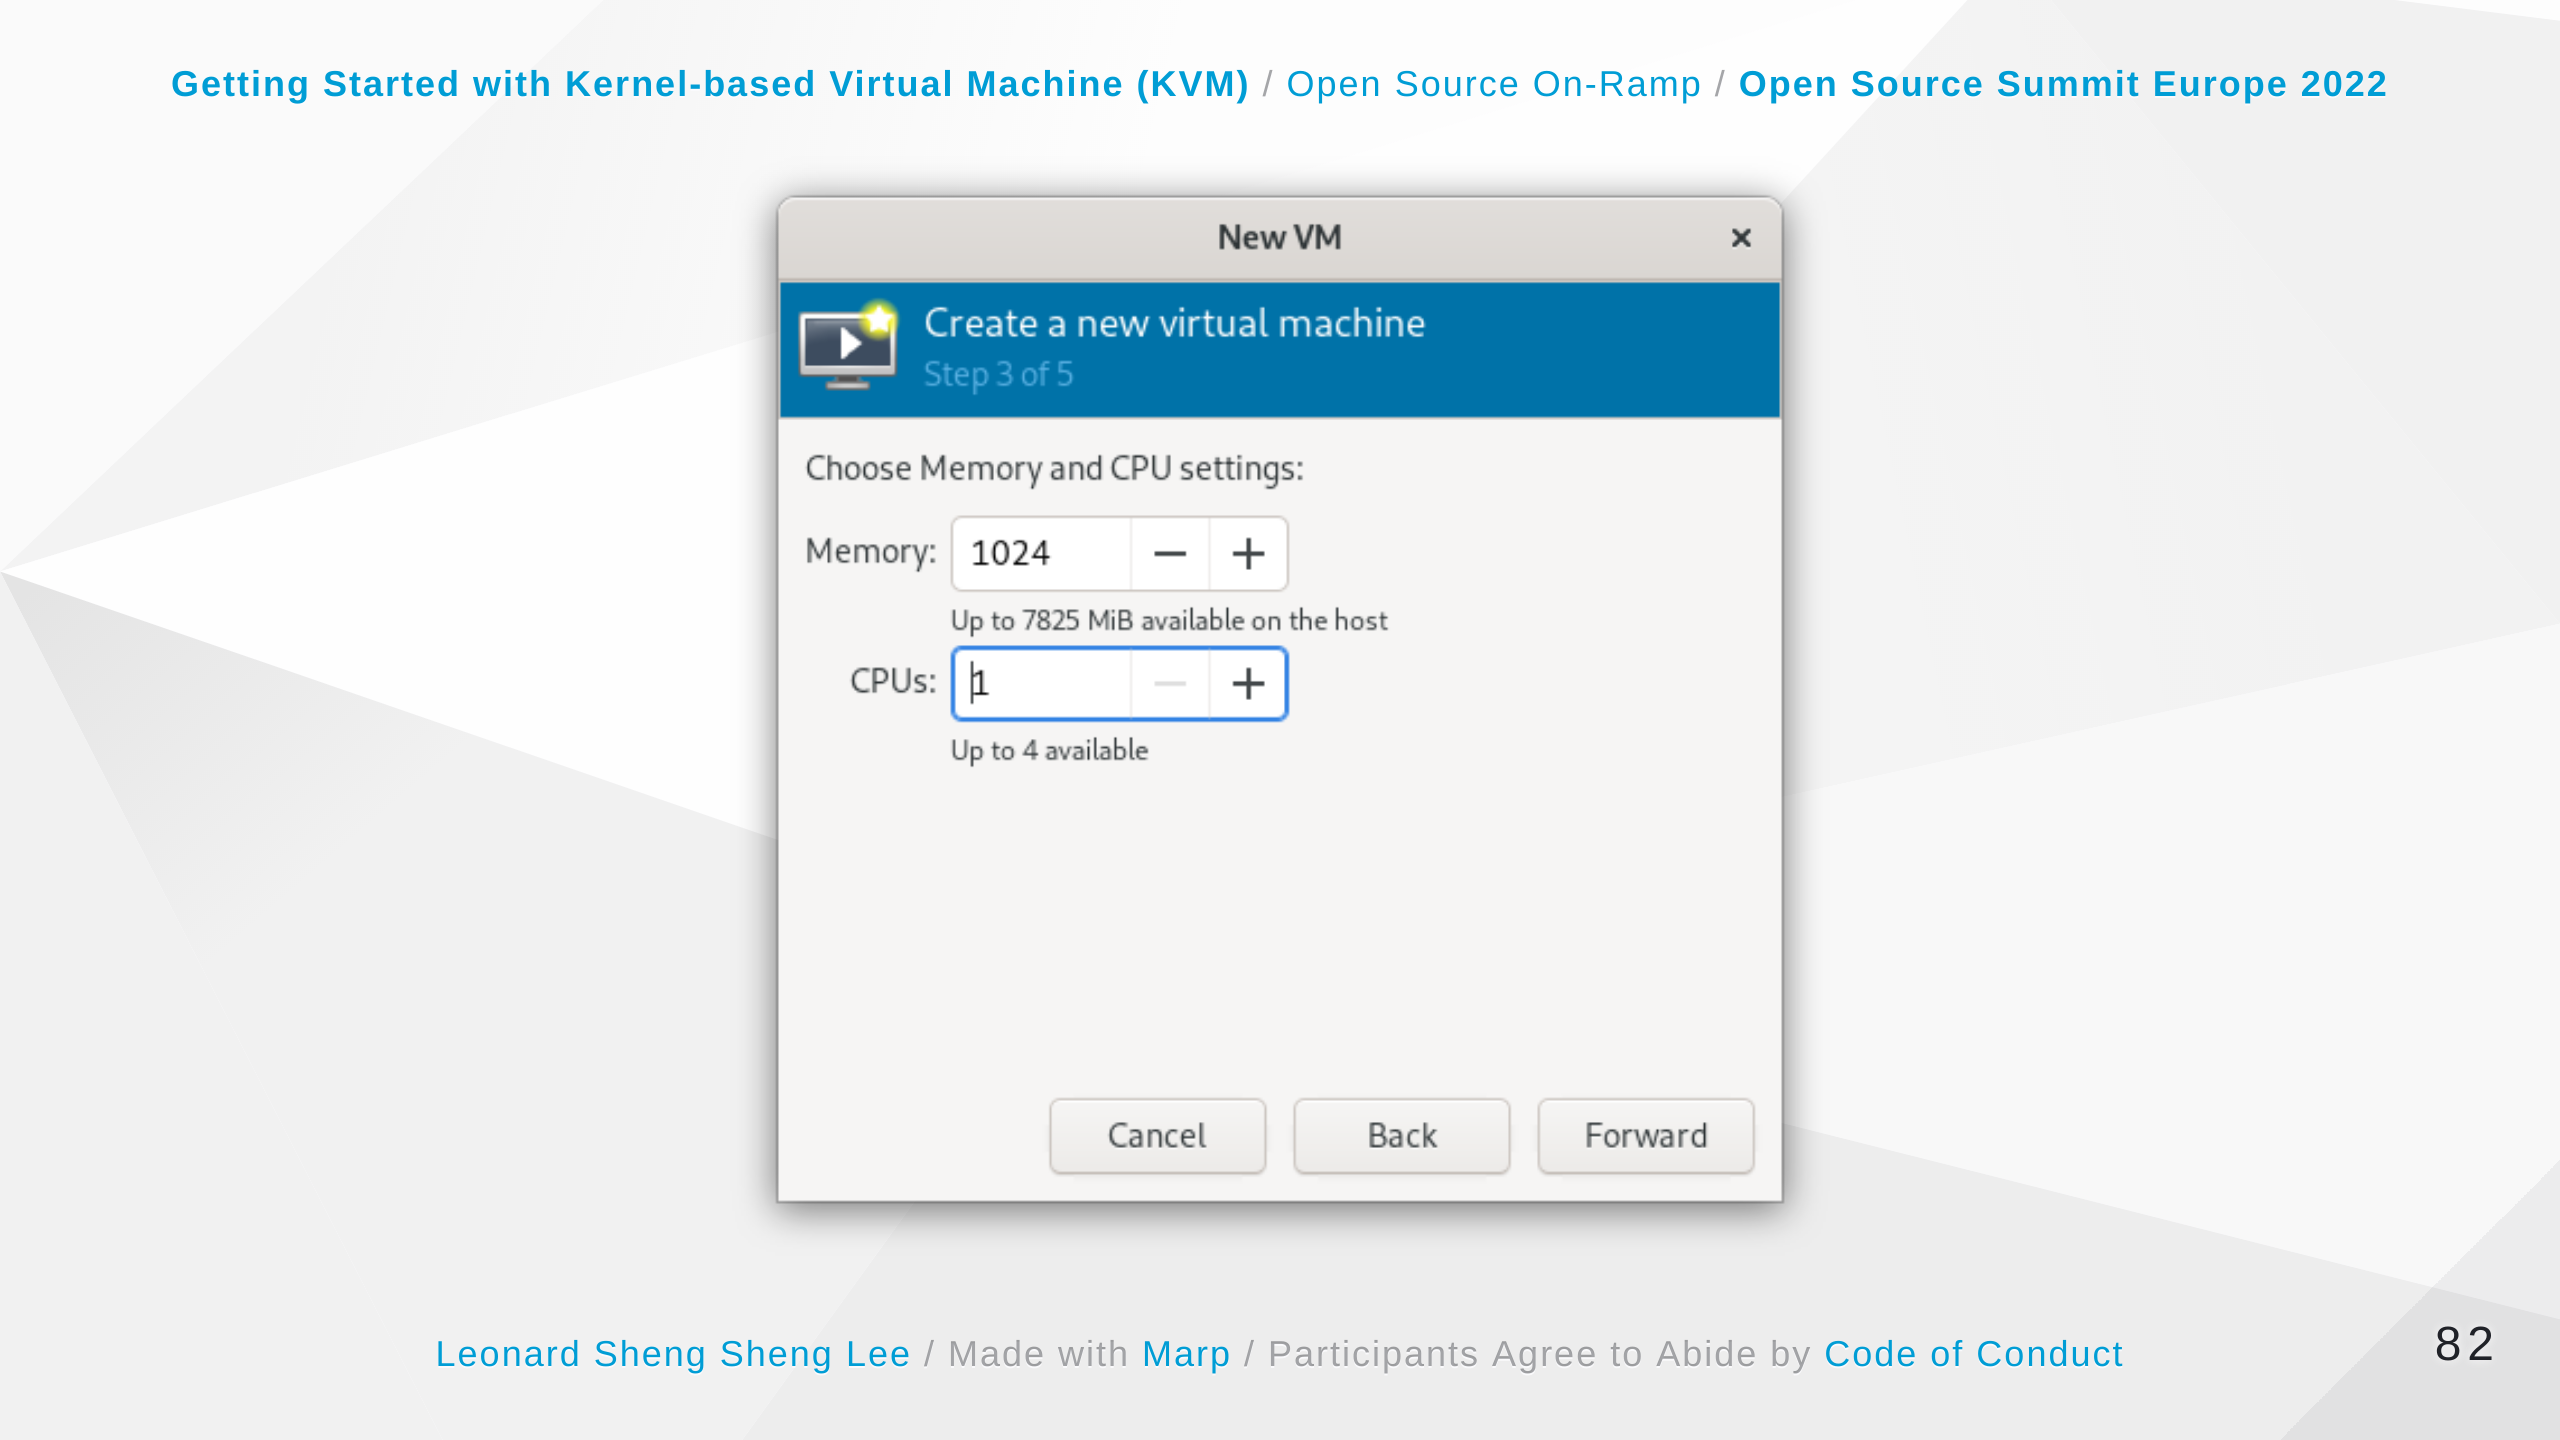 Getting Started with Kernel-based Virtual Machine (KVM) / Open Source On-Ramp / Open Source Summit Europe 2022
New VM
Create a new virtual machine
Step 3 of 5
Choose Memory and CPU settings:
Memory: 1024
Up to 7825 MiB available on the host
CPUs: 1
Up to 4 available
Cancel Back Forward
Leonard Sheng Sheng Lee / Made with Marp / Participants Agree to Abide by Code of Conduct
82